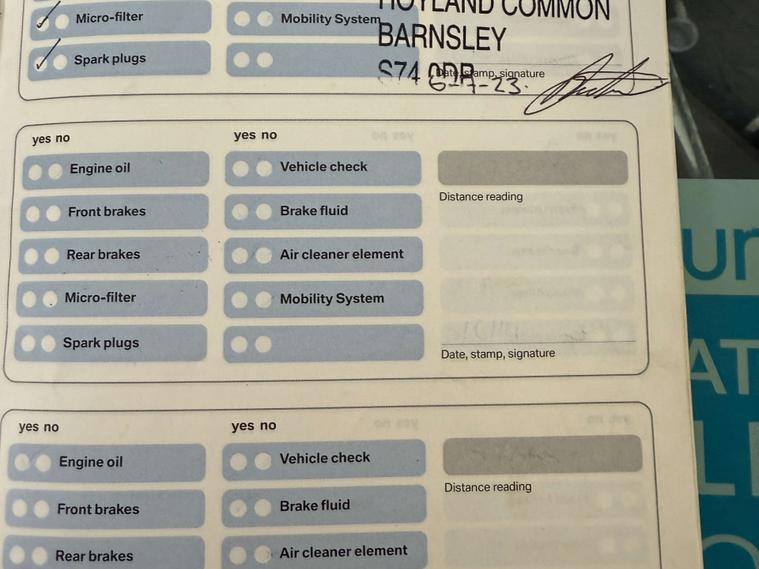 Micro-filter
Mobility System
HOYLAND COMMON
BARNSLEY
Spark plugs
S74
Date, stamp, signature
yes no
yes no
Engine oil
Vehicle check
Front brakes
Brake fluid
Distance reading
Rear brakes
Air cleaner element
Micro-filter
Mobility System
Spark plugs
Date, stamp, signature
yes no
yes no
Engine oil
Vehicle check
Front brakes
Brake fluid
Distance reading
Rear brakes
Air cleaner element
ur
AT